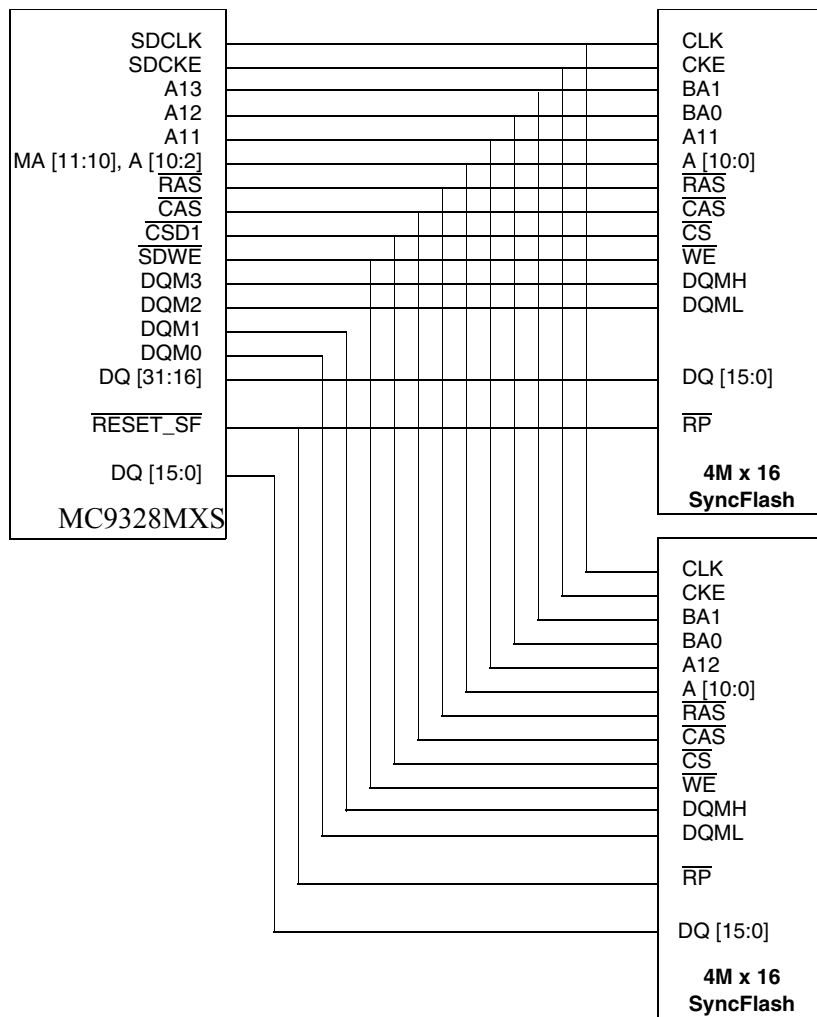 SDCLK
SDCKE
A13
A12
A11
MA [11:10], A [10:2]
RAS
CAS
CSD1
SDWE
DQM3
DQM2
DQM1
DQM0
DQ [31:16]
RESET_SF
DQ [15:0]
MC9328MXS
CLK
CKE
BA1
BA0
A11
A [10:0]
RAS
CAS
CS
WE
DQMH
DQML
DQ [15:0]
RP
4M x 16
SyncFlash
CLK
CKE
BA1
BA0
A12
A [10:0]
RAS
CAS
CS
WE
DQMH
DQML
RP
DQ [15:0]
4M x 16
SyncFlash